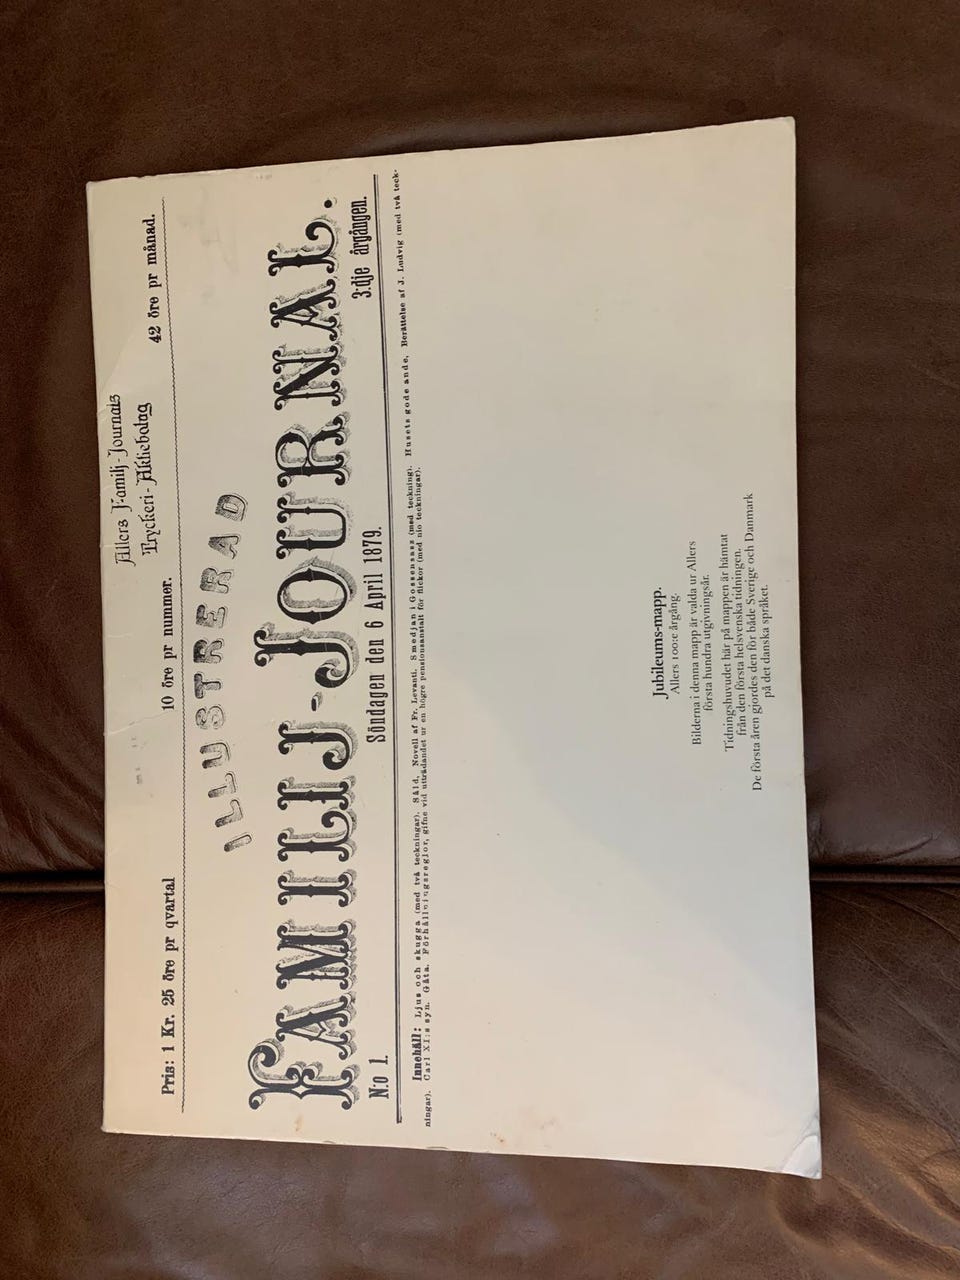 Allers Familj-Journals
Tryckeri-Aktiebolag
Pris: 1 Kr. 25 öre pr qvartal 10 öre pr nummer. 42 öre pr månad.
ILLUSTRERAD
FAMILJ-JOURNAL.
N:o 1. Söndagen den 6 April 1879. 3:dje årgången.
Innehåll: Ljus och skugga (med två teckningar). Såld, Novell af Fr. Levanti. Smedjan i Gossensass (med teckning). Husets gode ande, Berättelse af J. Ludvig (med två teck-
ningar). Carl XI:s syn. Gåta. Förhållningsreglor, gifne vid utträdandet ur en högre pensionsanstalt för flickor (med nio teckningar).
Jubileums-mapp.
Allers 100:e årgång.
Bilderna i denna mapp är valda ur Allers
första hundra utgivningsår.
Tidningshuvudet här på mappen är hämtat
från den första helsvenska tidningen.
De första åren gjordes den för både Sverige och Danmark
på det danska språket.